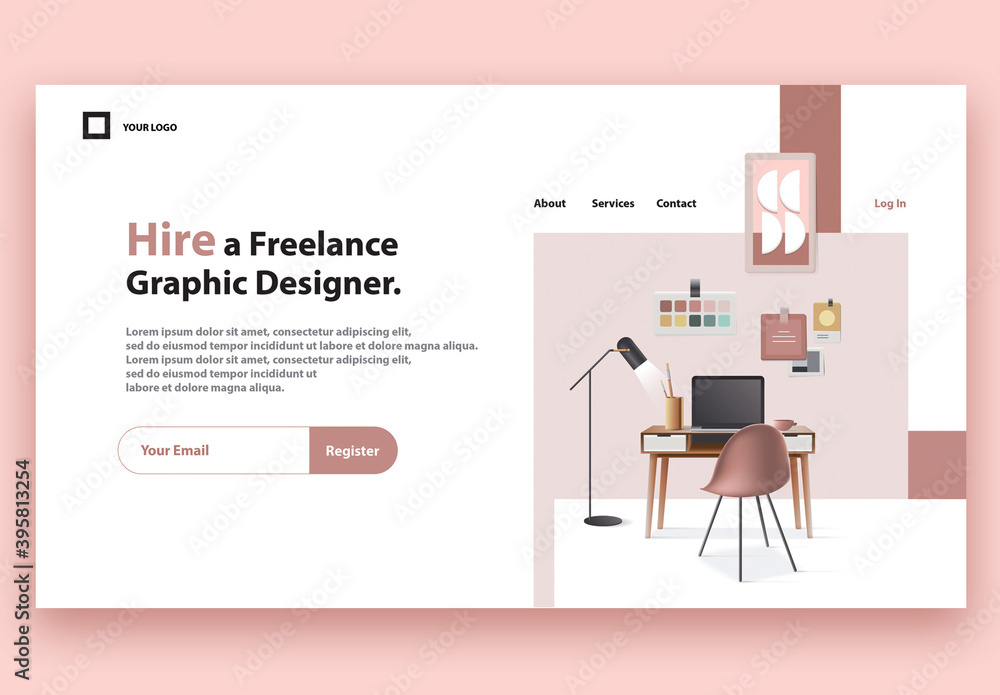 YOUR LOGO
About Services Contact Log In
Hire a Freelance
Graphic Designer.
Lorem ipsum dolor sit amet, consectetur adipiscing elit,
sed do eiusmod tempor incididunt ut labore dolore magna aliqua.
Lorem ipsum dolor sit amet, consectetur adipiscing elit,
sed do eiusmod tempor incididunt ut
labore et dolore magna aliqua.
Your Email Register
Adobe Stock | #395813254
Adobe Stock